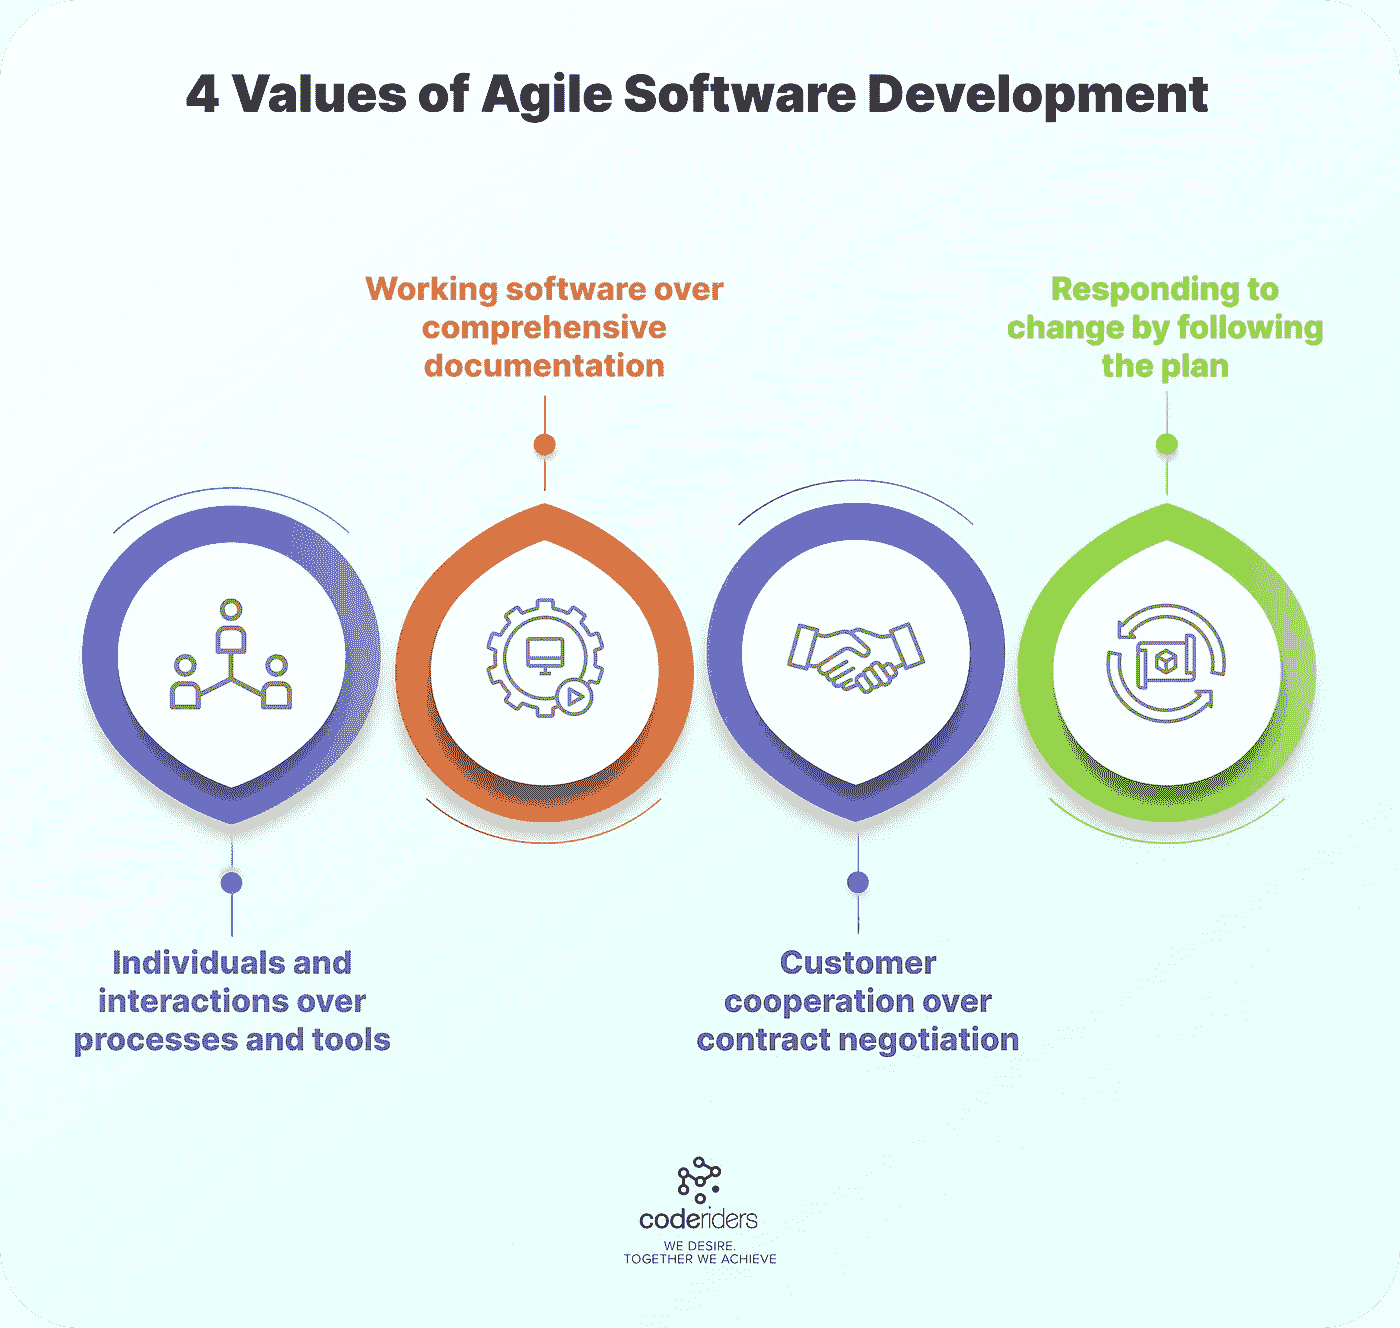 4 Values of Agile Software Development
Working software over
comprehensive
documentation
Responding to
change by following
the plan
Individuals and
interactions over
processes and tools
Customer
cooperation over
contract negotiation
coderiders
WE DESIRE.
TOGETHER WE ACHIEVE